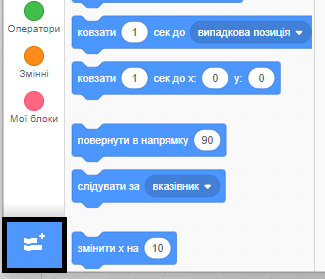 Оператори
Змінні
Мої блоки
ковзати 1 сек до випадкова позиція
ковзати 1 сек до x: 0 y: 0
повернути в напрямку 90
слідувати за вказівник
змінити x на 10